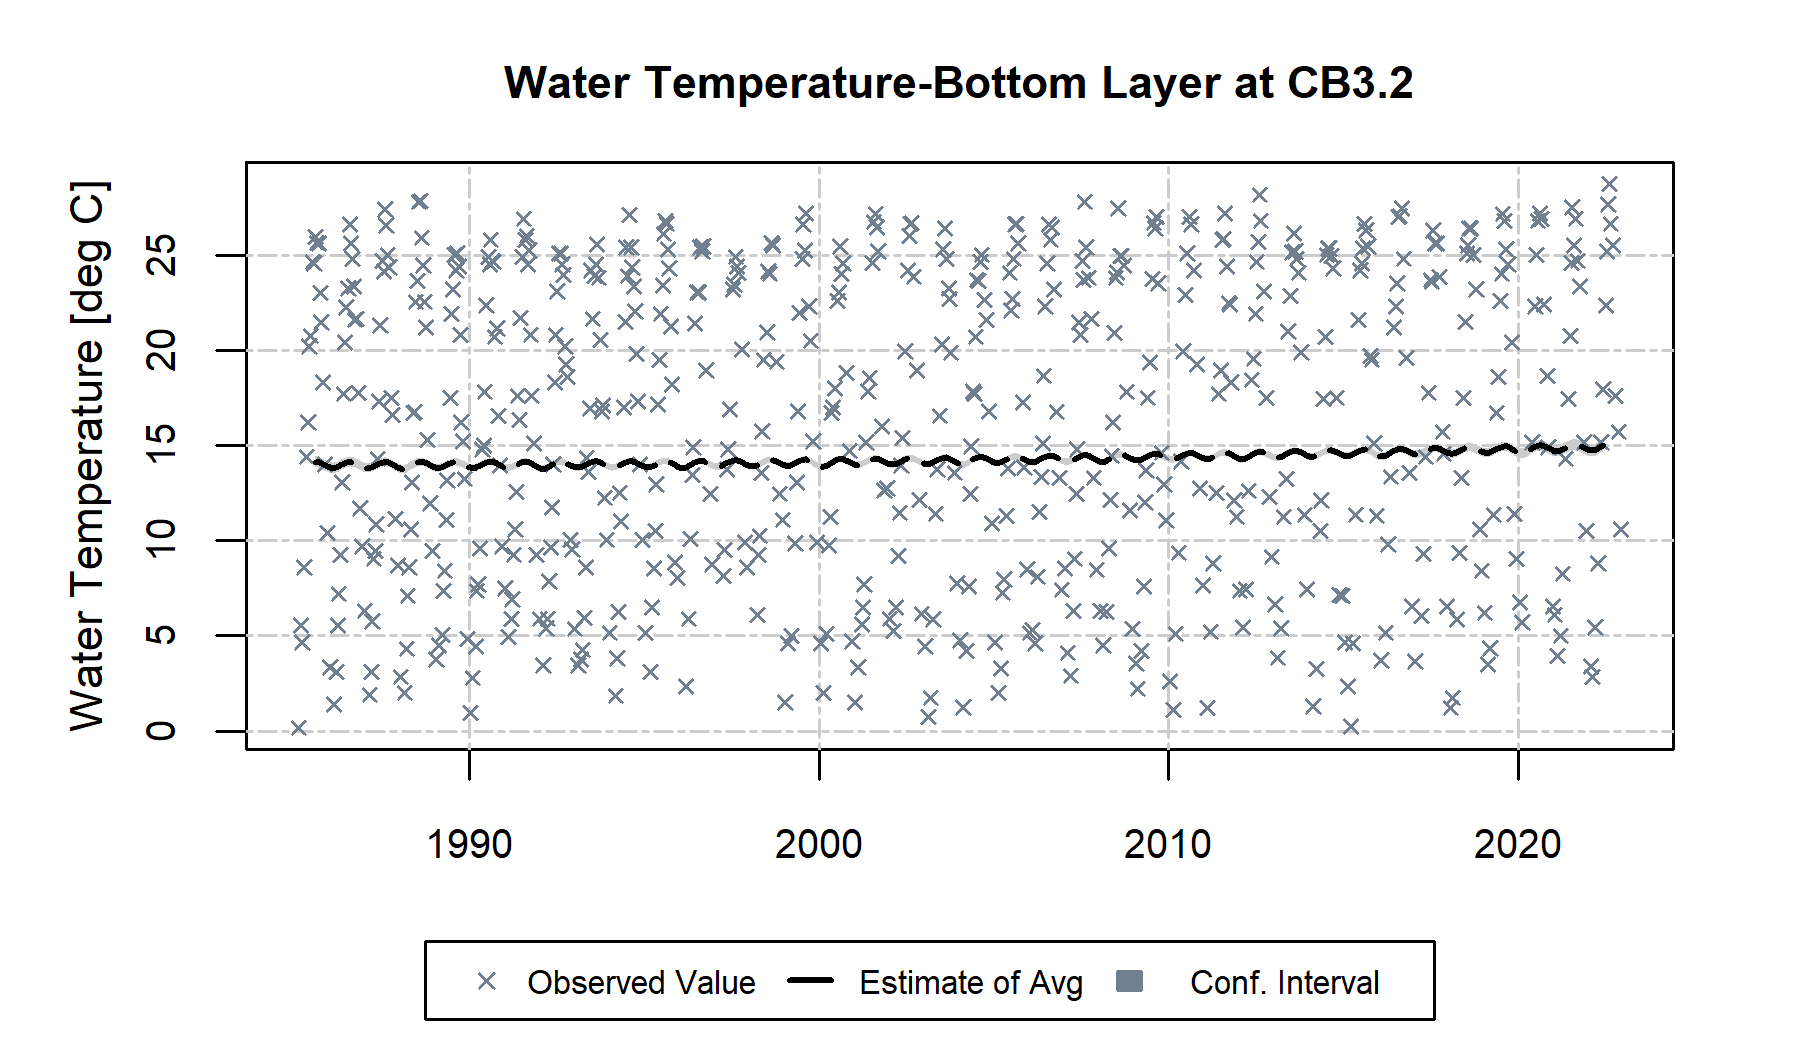 Water Temperature-Bottom Layer at CB3.2
Water Temperature [deg C]
25
20
15
10
5
0
1990 2000 2010 2020
Observed Value Estimate of Avg Conf. Interval